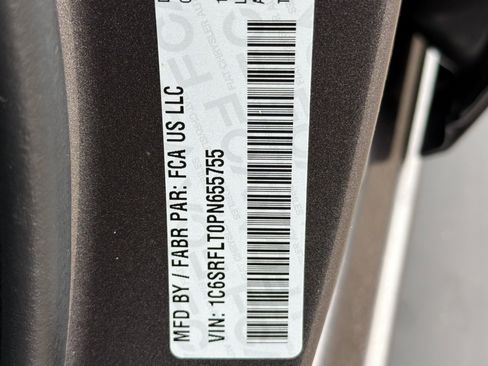 MFD BY / FABR PAR: FCA US LLC
VIN: 1C6SRFLT0PN655755